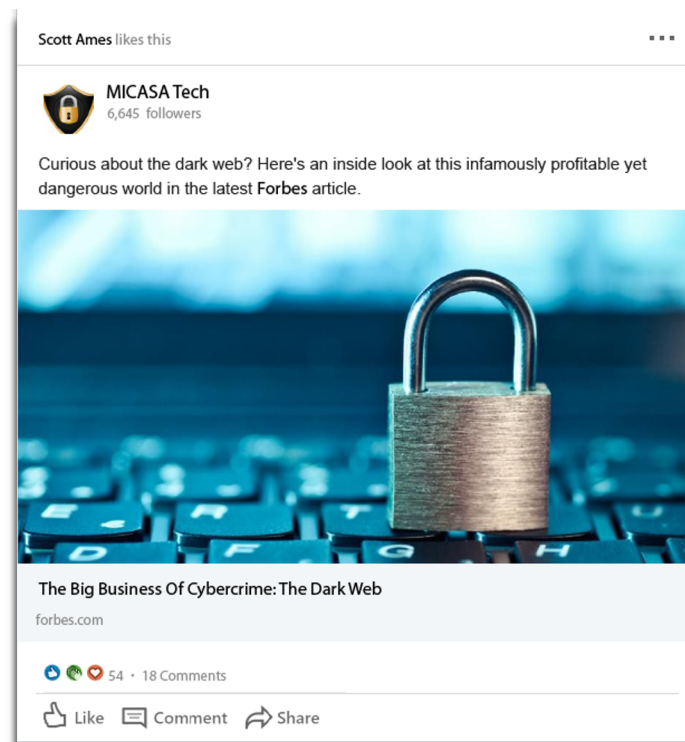 Scott Ames likes this
MICASA Tech
6,645 followers
Curious about the dark web? Here's an inside look at this infamously profitable yet
dangerous world in the latest Forbes article.
E R T U
D F G H
The Big Business Of Cybercrime: The Dark Web
forbes.com
54 · 18 Comments
Like Comment Share